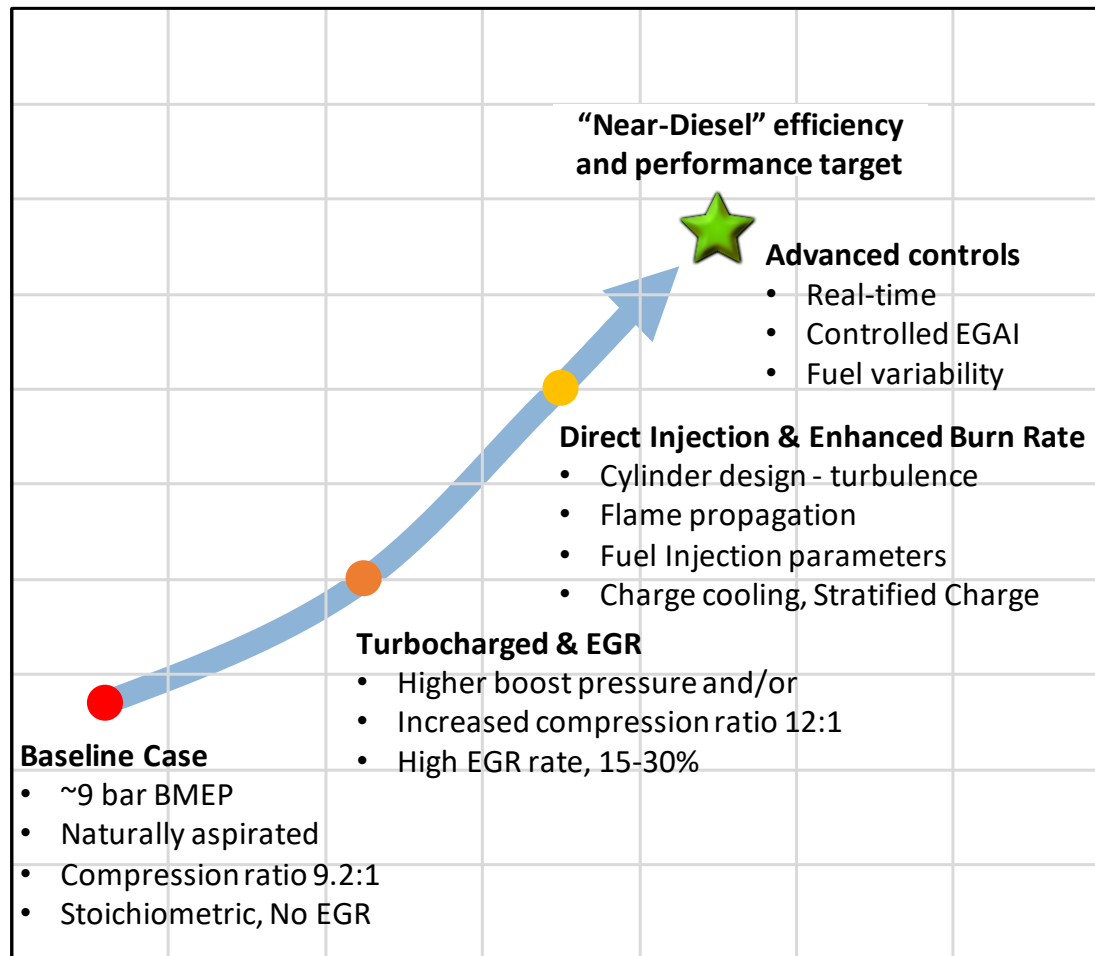 “Near-Diesel” efficiency
and performance target
Advanced controls
• Real-time
• Controlled EGAI
• Fuel variability
Direct Injection & Enhanced Burn Rate
• Cylinder design - turbulence
• Flame propagation
• Fuel Injection parameters
• Charge cooling, Stratified Charge
Turbocharged & EGR
• Higher boost pressure and/or
• Increased compression ratio 12:1
• High EGR rate, 15-30%
Baseline Case
• ~9 bar BMEP
• Naturally aspirated
• Compression ratio 9.2:1
• Stoichiometric, No EGR